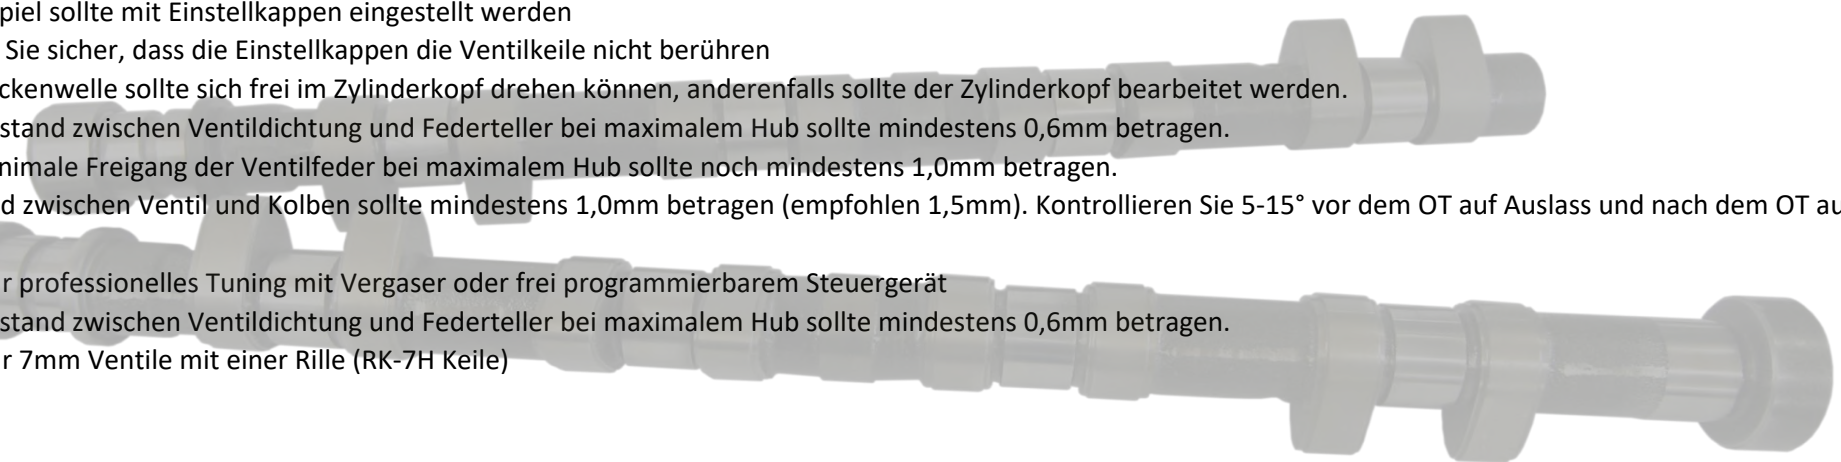 piel sollte mit Einstellkappen eingestellt werden
Sie sicher, dass die Einstellkappen die Ventilkeile nicht berühren
ckenwelle sollte sich frei im Zylinderkopf drehen können, anderenfalls sollte der Zylinderkopf bearbeitet werden.
stand zwischen Ventildichtung und Federteller bei maximalem Hub sollte mindestens 0,6mm betragen.
nimale Freigang der Ventilfeder bei maximalem Hub sollte noch mindestens 1,0mm betragen.
d zwischen Ventil und Kolben sollte mindestens 1,0mm betragen (empfohlen 1,5mm). Kontrollieren Sie 5-15° vor dem OT auf Auslass und nach dem OT au
r professionelles Tuning mit Vergaser oder frei programmierbarem Steuergerät
stand zwischen Ventildichtung und Federteller bei maximalem Hub sollte mindestens 0,6mm betragen.
r 7mm Ventile mit einer Rille (RK-7H Keile)